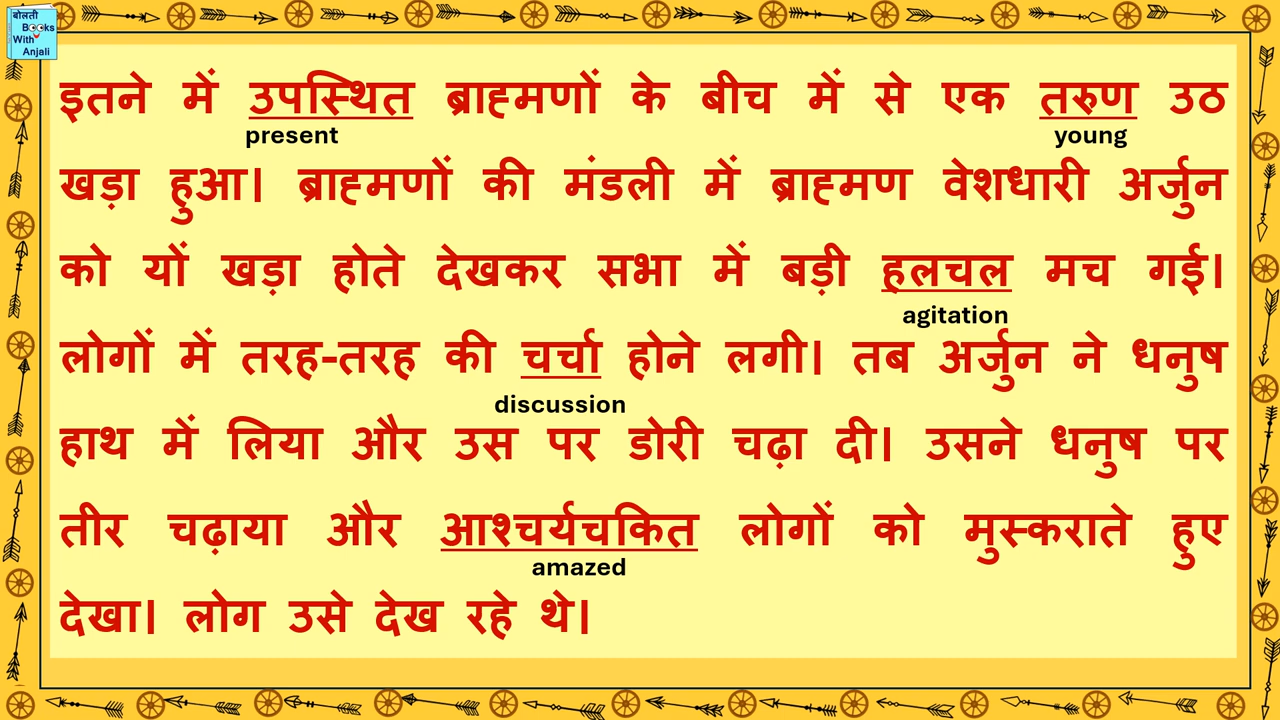 बोलती
Books
With
Anjali
इतने में उपस्थित ब्राह्मणों के बीच में से एक तरुण उठ
present young
खड़ा हुआ। ब्राह्मणों की मंडली में ब्राह्मण वेशधारी अर्जुन
को यों खड़ा होते देखकर सभा में बड़ी हलचल मच गई।
agitation
लोगों में तरह-तरह की चर्चा होने लगी। तब अर्जुन ने धनुष
discussion
हाथ में लिया और उस पर डोरी चढ़ा दी। उसने धनुष पर
तीर चढ़ाया और आश्चर्यचकित लोगों को मुस्कराते हुए
amazed
देखा। लोग उसे देख रहे थे।